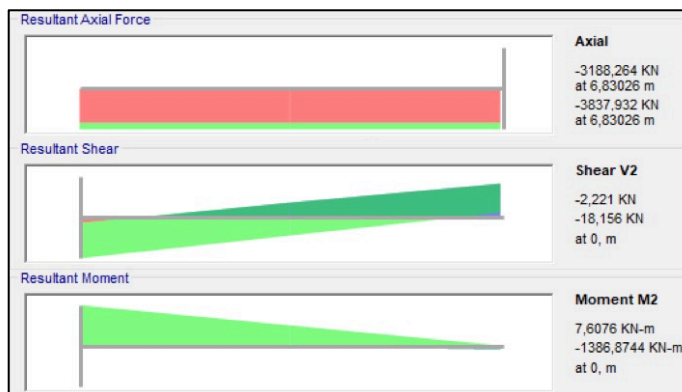 Resultant Axial Force
Axial
-3188,264 KN
at 6,83026 m
-3837,932 KN
at 6,83026 m
Resultant Shear
Shear V2
-2,221 KN
-18,156 KN
at 0, m
Resultant Moment
Moment M2
7,6076 KN-m
-1386,8744 KN-m
at 0, m